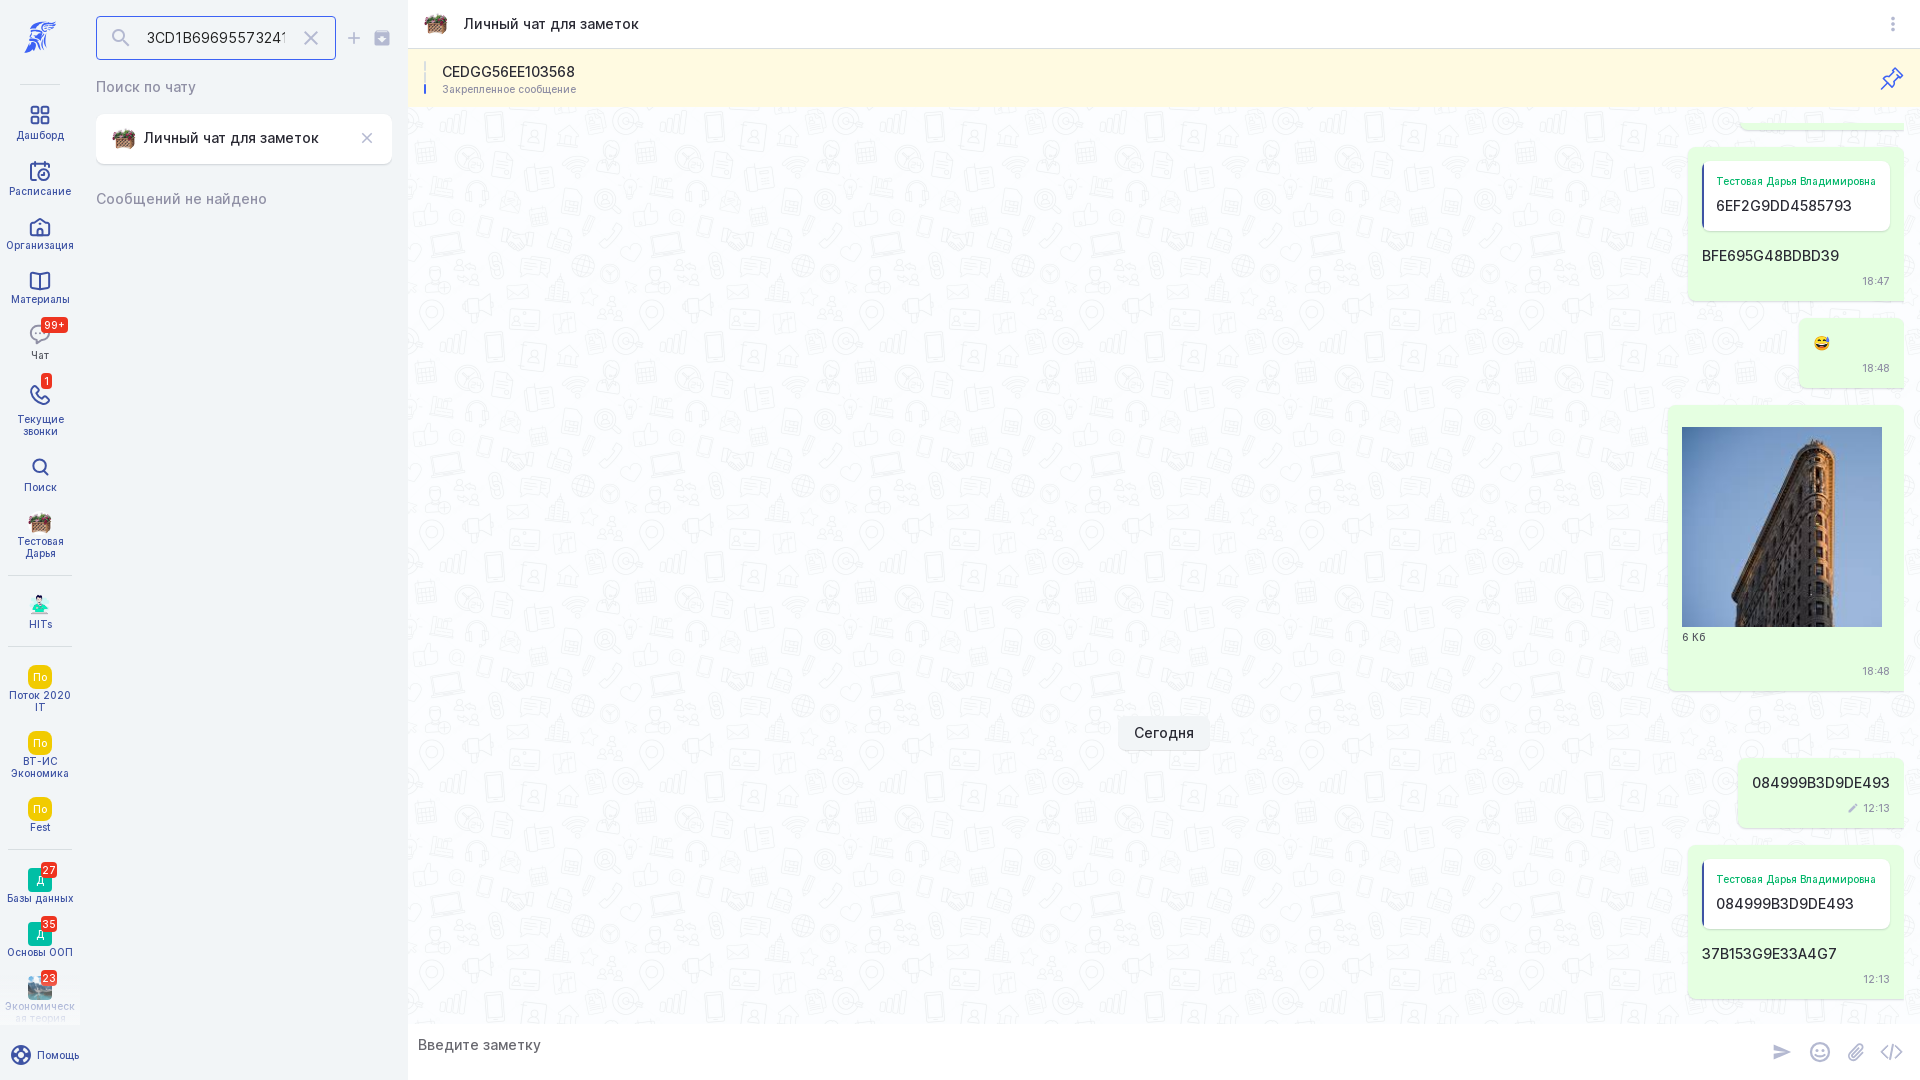 3CD1B69695573241
Поиск по чату
Личный чат для заметок
Сообщений не найдено
Дашборд
Расписание
Организация
Материалы
99+
Чат
1
Текущие
звонки
Поиск
Тестовая
Дарья
HITs
По
Поток 2020
IT
По
ВТ-ИС
Экономика
По
Fest
27
Д
Базы данных
35
Д
Основы ООП
23
Экономическ
ая теория
Помощь
Личный чат для заметок
CEDGG56EE103568
Закрепленное сообщение
Тестовая Дарья Владимировна
6EF2G9DD4585793
BFE695G48BDBD39
18:47
18:48
6 Кб
18:48
Сегодня
084999B3D9DE493
12:13
Тестовая Дарья Владимировна
084999B3D9DE493
37B153G9E33A4G7
12:13
Введите заметку